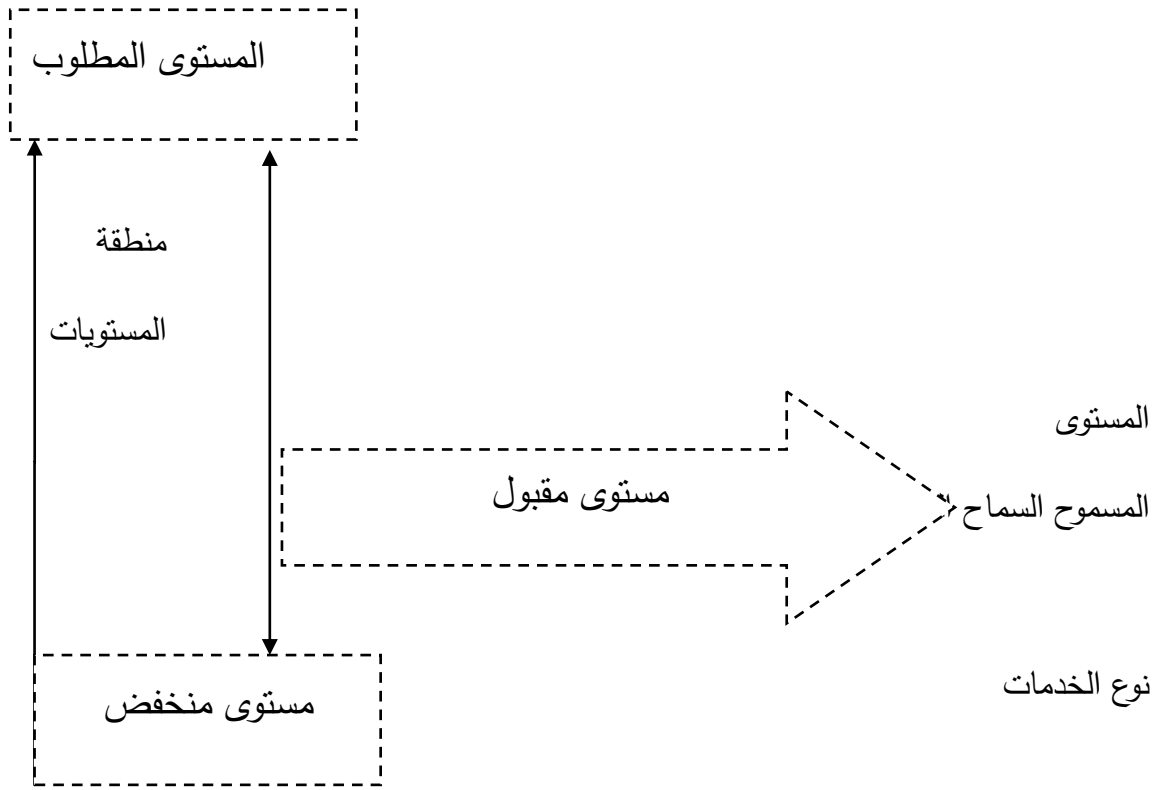 المستوى المطلوب
منطقة
المستويات
المستوى
مستوى مقبول
المسموح السماح
نوع الخدمات
مستوى منخفض